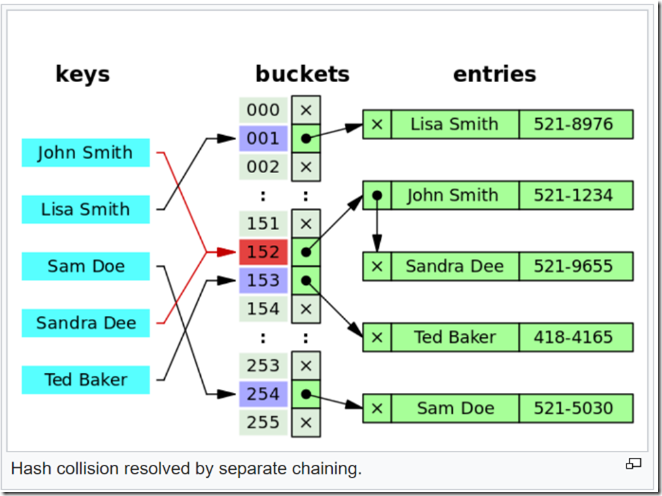 keys
buckets
entries
000 ×
001
002 ×
: :
151 ×
152
153
154 ×
: :
253 ×
254
255 ×
John Smith
Lisa Smith
Sam Doe
Sandra Dee
Ted Baker
× Lisa Smith 521-8976
John Smith 521-1234
× Sandra Dee 521-9655
× Ted Baker 418-4165
× Sam Doe 521-5030
Hash collision resolved by separate chaining.